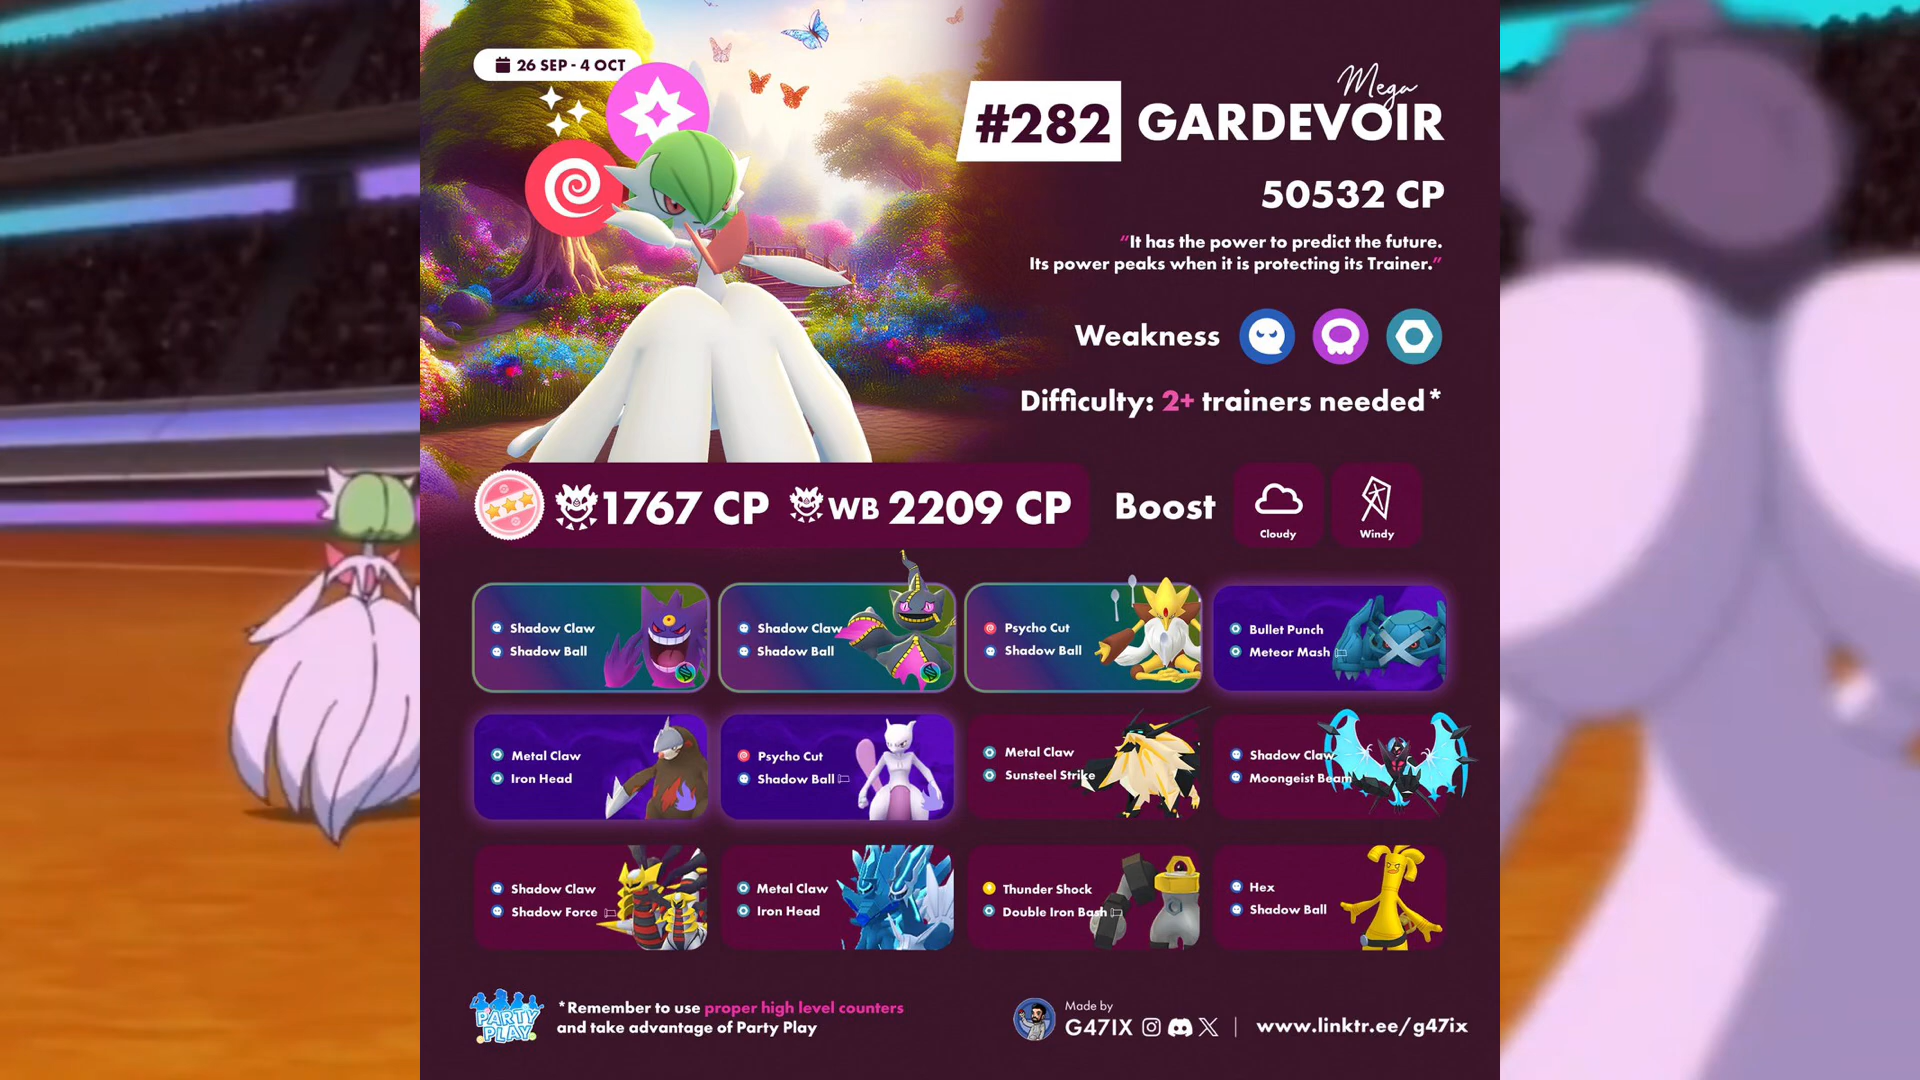 26 SEP - 4 OCT
Mega
#282 GARDEVOIR
50532 CP
"It has the power to predict the future.
Its power peaks when it is protecting its Trainer."
Weakness
Difficulty: 2+ trainers needed*
1767 CP WB 2209 CP
Boost
Cloudy
Windy
Shadow Claw
Shadow Ball
Shadow Claw
Shadow Ball
Psycho Cut
Shadow Ball
Bullet Punch
Meteor Mash
Metal Claw
Iron Head
Psycho Cut
Shadow Ball
Metal Claw
Sunsteel Strike
Shadow Claw
Moongeist Beam
Shadow Claw
Shadow Force
Metal Claw
Iron Head
Thunder Shock
Double Iron Bash
Hex
Shadow Ball
PARTY
PLAY
*Remember to use proper high level counters
and take advantage of Party Play
Made by
G47IX
www.linktr.ee/g47ix